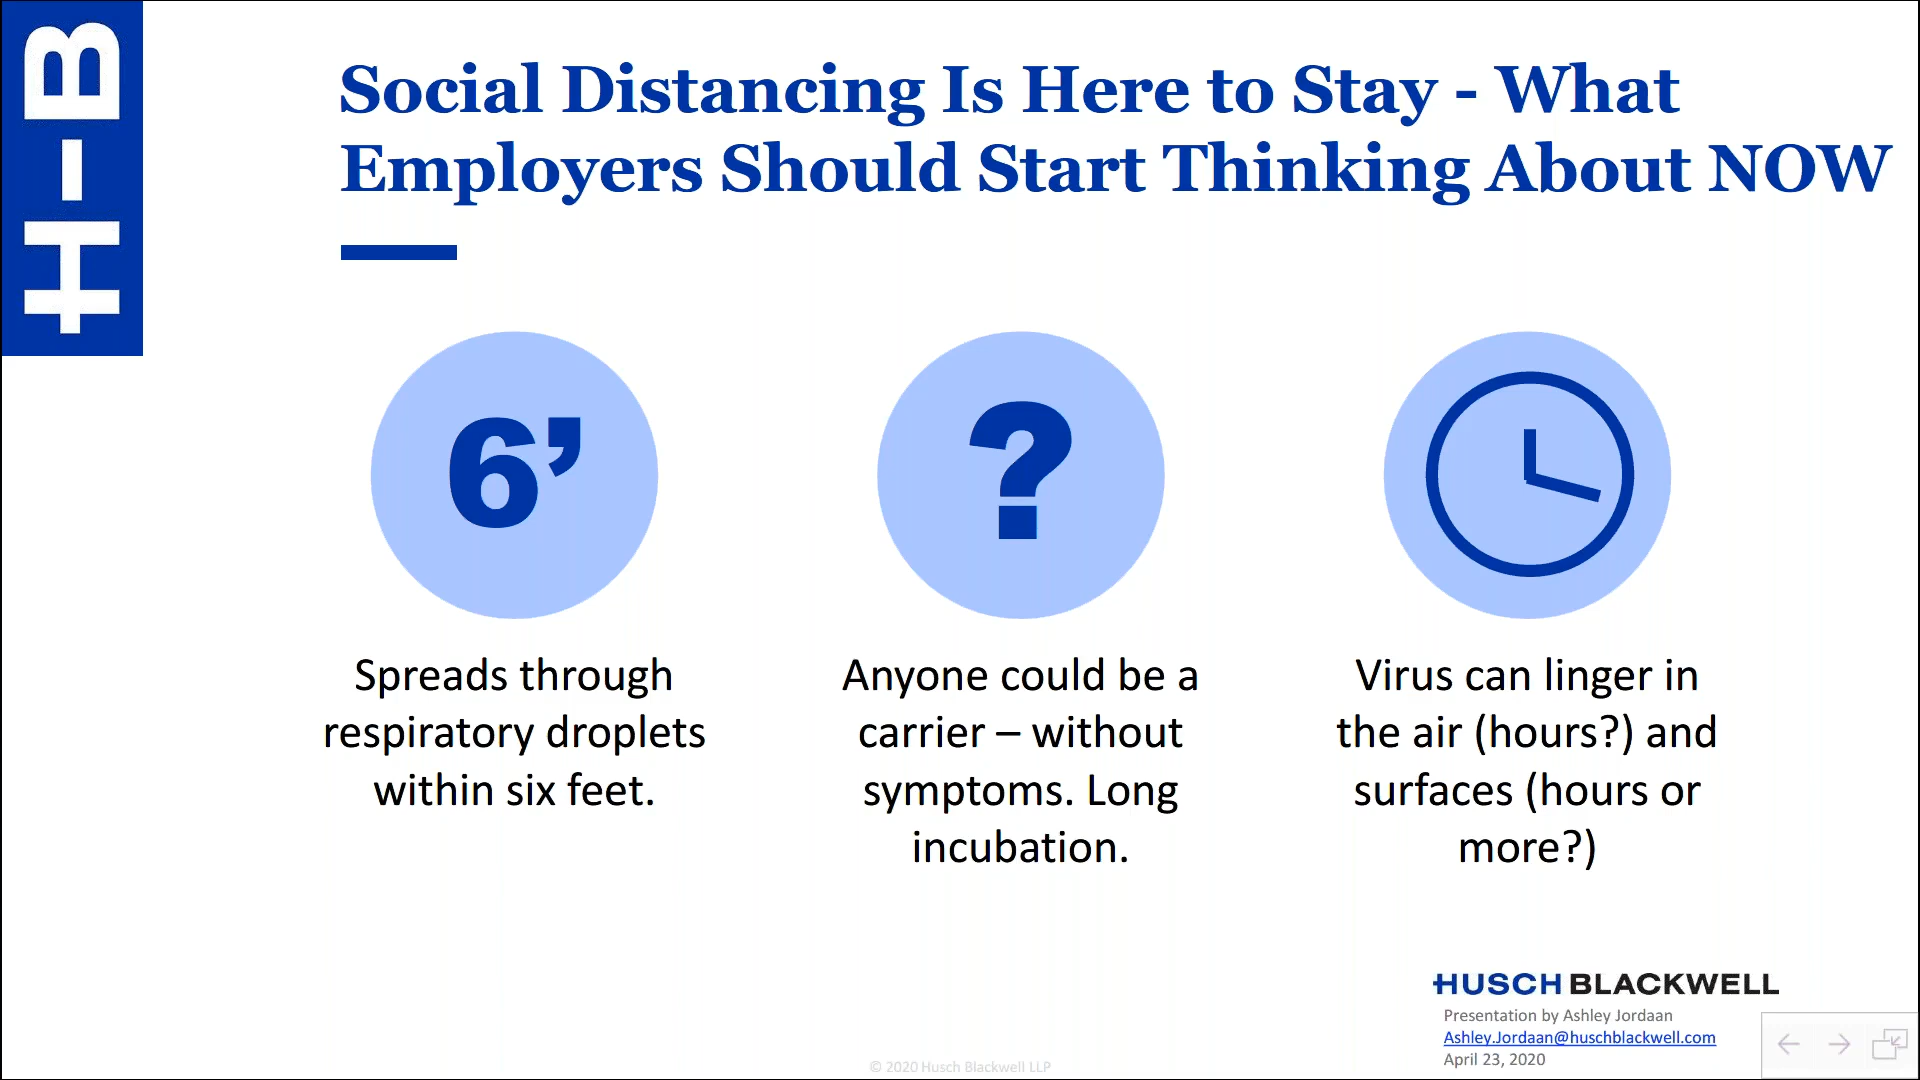 H-B
Social Distancing Is Here to Stay - What
Employers Should Start Thinking About NOW
6’
?
Spreads through
respiratory droplets
within six feet.
Anyone could be a
carrier – without
symptoms. Long
incubation.
Virus can linger in
the air (hours?) and
surfaces (hours or
more?)
HUSCH BLACKWELL
Presentation by Ashley Jordaan
Ashley.Jordaan@huschblackwell.com
April 23, 2020
© 2020 Husch Blackwell LLP